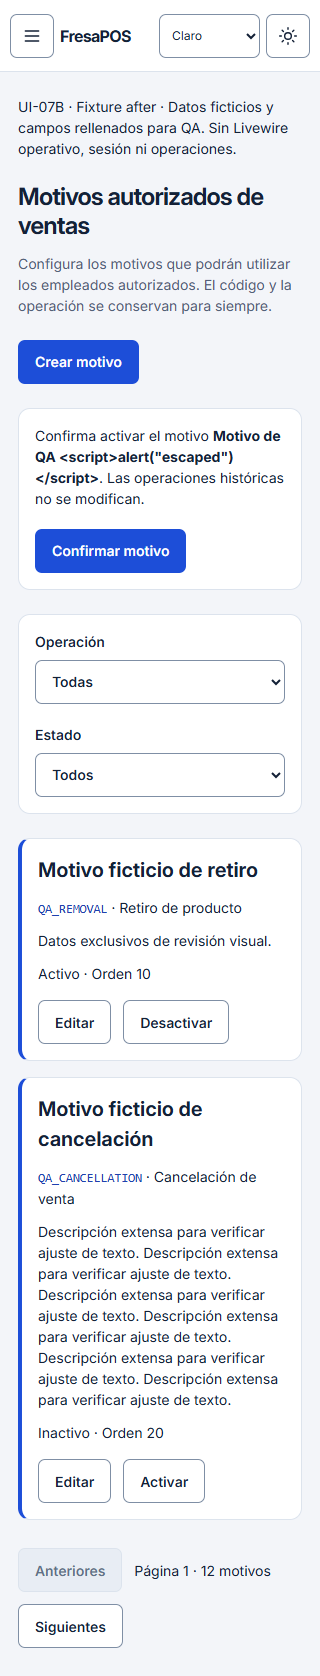 FresaPOS
Claro
UI-07B · Fixture after · Datos ficticios y
campos rellenados para QA. Sin Livewire
operativo, sesión ni operaciones.
Motivos autorizados de
ventas
Configura los motivos que podrán utilizar
los empleados autorizados. El código y la
operación se conservan para siempre.
Crear motivo
Confirma activar el motivo Motivo de
QA <script>alert("escaped")
</script>. Las operaciones históricas
no se modifican.
Confirmar motivo
Operación
Todas
Estado
Todos
Motivo ficticio de retiro
QA_REMOVAL · Retiro de producto
Datos exclusivos de revisión visual.
Activo · Orden 10
Editar
Desactivar
Motivo ficticio de
cancelación
QA_CANCELLATION · Cancelación de
venta
Descripción extensa para verificar
ajuste de texto. Descripción extensa
para verificar ajuste de texto.
Descripción extensa para verificar
ajuste de texto. Descripción extensa
para verificar ajuste de texto.
Descripción extensa para verificar
ajuste de texto. Descripción extensa
para verificar ajuste de texto.
Inactivo · Orden 20
Editar
Activar
Anteriores
Página 1 · 12 motivos
Siguientes